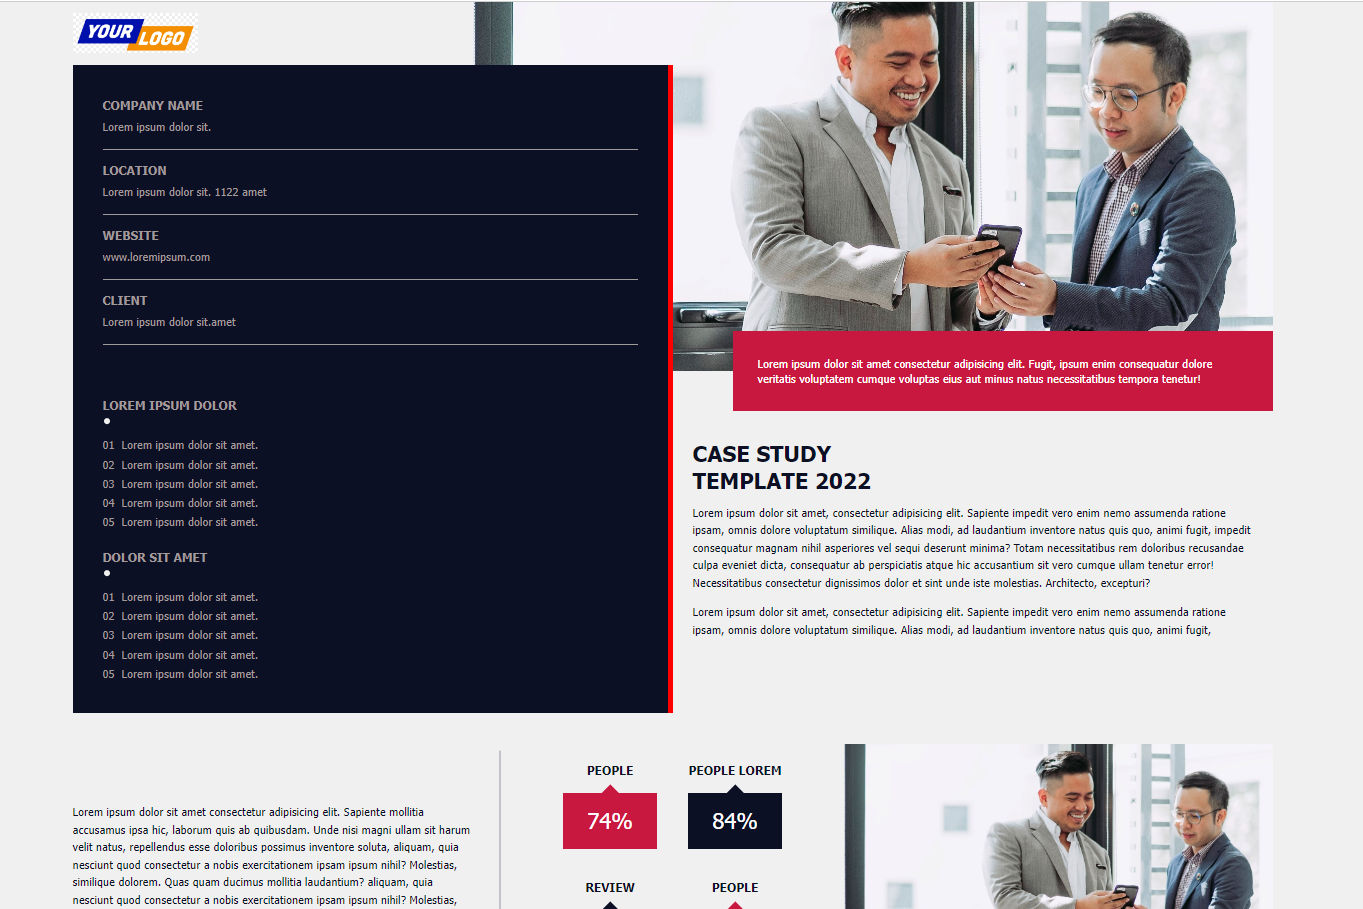 YOUR LOGO
COMPANY NAME
Lorem ipsum dolor sit.
LOCATION
Lorem ipsum dolor sit. 1122 amet
WEBSITE
www.loremipsum.com
CLIENT
Lorem ipsum dolor sit.amet
LOREM IPSUM DOLOR
01 Lorem ipsum dolor sit amet.
02 Lorem ipsum dolor sit amet.
03 Lorem ipsum dolor sit amet.
04 Lorem ipsum dolor sit amet.
05 Lorem ipsum dolor sit amet.
DOLOR SIT AMET
01 Lorem ipsum dolor sit amet.
02 Lorem ipsum dolor sit amet.
03 Lorem ipsum dolor sit amet.
04 Lorem ipsum dolor sit amet.
05 Lorem ipsum dolor sit amet.
Lorem ipsum dolor sit amet consectetur adipisicing elit. Fugit, ipsum enim consequatur dolore
veritatis voluptatem cumque voluptas eius aut minus natus necessitatibus tempora tenetur!
CASE STUDY
TEMPLATE 2022
Lorem ipsum dolor sit amet, consectetur adipisicing elit. Sapiente impedit vero enim nemo assumenda ratione
ipsam, omnis dolore voluptatum similique. Alias modi, ad laudantium inventore natus quis quo, animi fugit, impedit
consequatur magnam nihil asperiores vel sequi deserunt minima? Totam necessitatibus rem doloribus recusandae
culpa eveniet dicta, consequatur ab perspiciatis atque hic accusantium sit vero cumque ullam tenetur error!
Necessitatibus consectetur dignissimos dolor et sint unde iste molestias. Architecto, excepturi?
Lorem ipsum dolor sit amet, consectetur adipisicing elit. Sapiente impedit vero enim nemo assumenda ratione
ipsam, omnis dolore voluptatum similique. Alias modi, ad laudantium inventore natus quis quo, animi fugit,
Lorem ipsum dolor sit amet consectetur adipisicing elit. Sapiente mollitia
accusamus ipsa hic, laborum quis ab quibusdam. Unde nisi magni ullam sit harum
velit natus, repellendus esse doloribus possimus inventore soluta, aliquam, quia
nesciunt quod consectetur a nobis exercitationem ipsam ipsum nihil? Molestias,
similique dolorem. Quas quam ducimus mollitia laudantium? aliquam, quia
nesciunt quod consectetur a nobis exercitationem ipsam ipsum nihil? Molestias,
PEOPLE
74%
PEOPLE LOREM
84%
REVIEW
PEOPLE